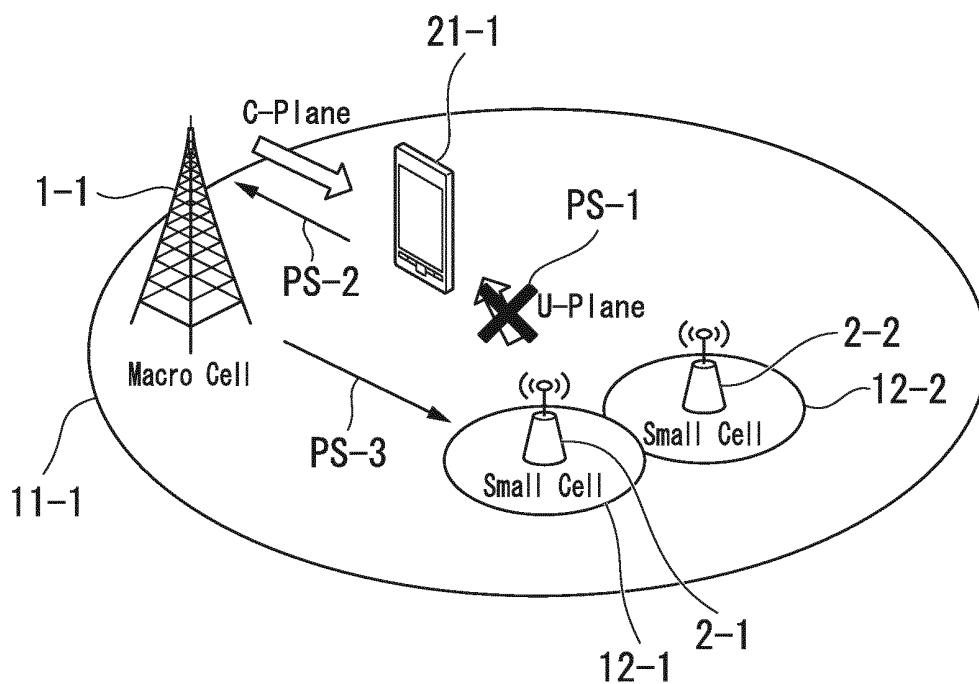 21-1
C-Plane
1-1
PS-1
PS-2
U-Plane
2-2
Macro Cell
12-2
Small Cell
PS-3
Small Cell
11-1
2-1
12-1